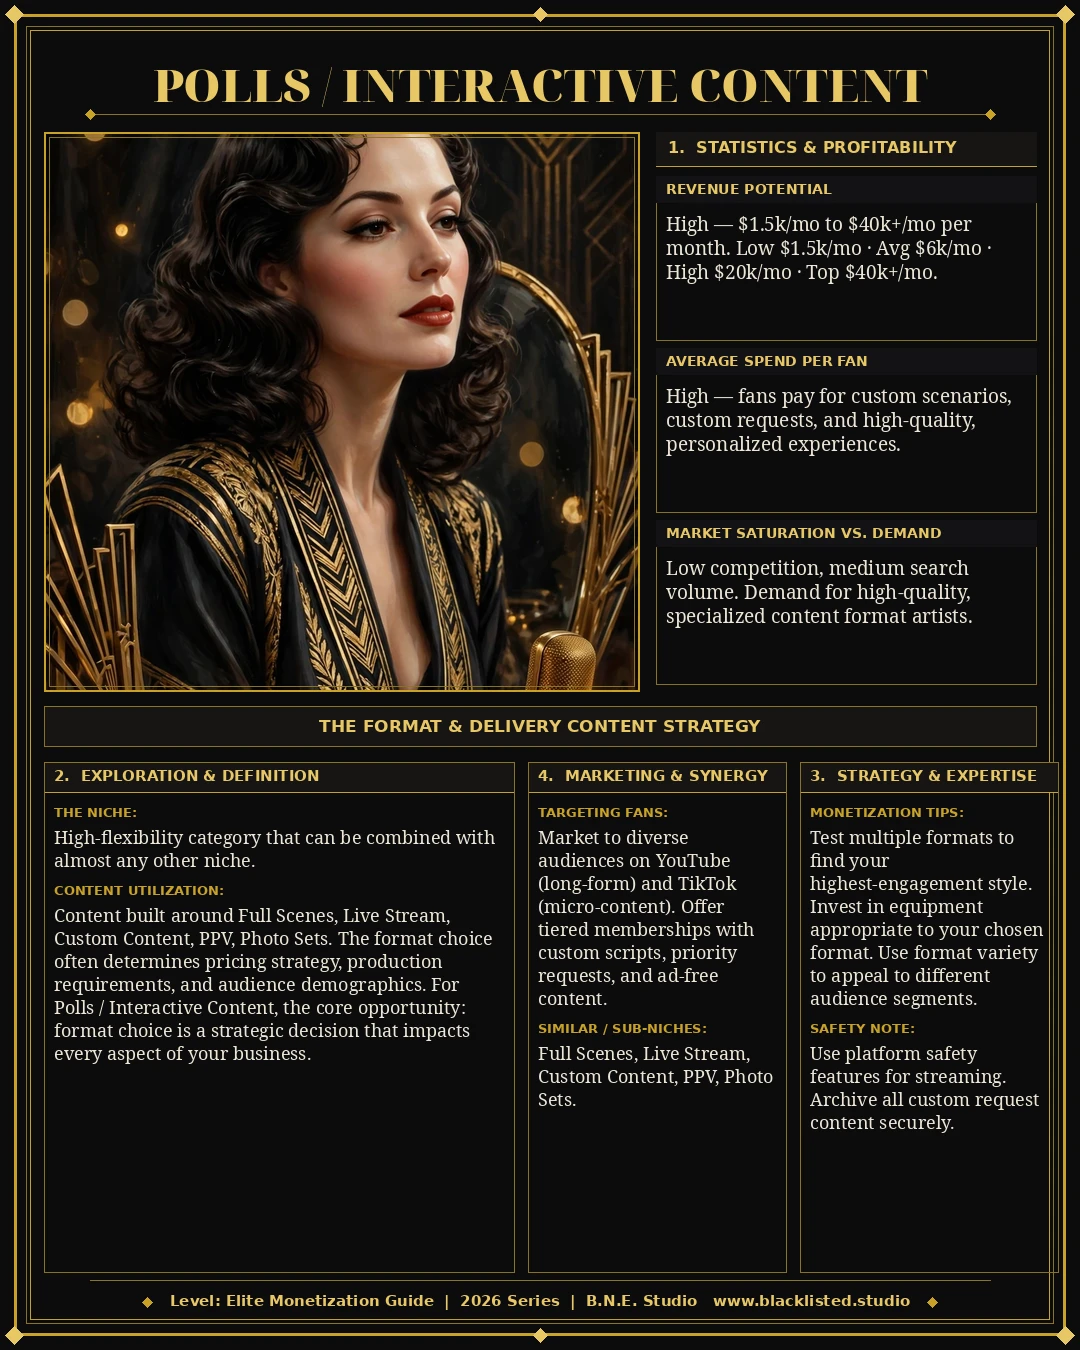 POLLS / INTERACTIVE CONTENT
1. STATISTICS & PROFITABILITY
REVENUE POTENTIAL
High — $1.5k/mo to $40k+/mo per
month. Low $1.5k/mo · Avg $6k/mo ·
High $20k/mo · Top $40k+/mo.
AVERAGE SPEND PER FAN
High — fans pay for custom scenarios,
custom requests, and high-quality,
personalized experiences.
MARKET SATURATION VS. DEMAND
Low competition, medium search
volume. Demand for high-quality,
specialized content format artists.
THE FORMAT & DELIVERY CONTENT STRATEGY
2. EXPLORATION & DEFINITION
THE NICHE:
High-flexibility category that can be combined with
almost any other niche.
CONTENT UTILIZATION:
Content built around Full Scenes, Live Stream,
Custom Content, PPV, Photo Sets. The format choice
often determines pricing strategy, production
requirements, and audience demographics. For
Polls / Interactive Content, the core opportunity:
format choice is a strategic decision that impacts
every aspect of your business.
4. MARKETING & SYNERGY
TARGETING FANS:
Market to diverse
audiences on YouTube
(long-form) and TikTok
(micro-content). Offer
tiered memberships with
custom scripts, priority
requests, and ad-free
content.
SIMILAR / SUB-NICHES:
Full Scenes, Live Stream,
Custom Content, PPV, Photo
Sets.
3. STRATEGY & EXPERTISE
MONETIZATION TIPS:
Test multiple formats to
find your
highest-engagement style.
Invest in equipment
appropriate to your chosen
format. Use format variety
to appeal to different
audience segments.
SAFETY NOTE:
Use platform safety
features for streaming.
Archive all custom request
content securely.
Level: Elite Monetization Guide | 2026 Series | B.N.E. Studio www.blacklisted.studio